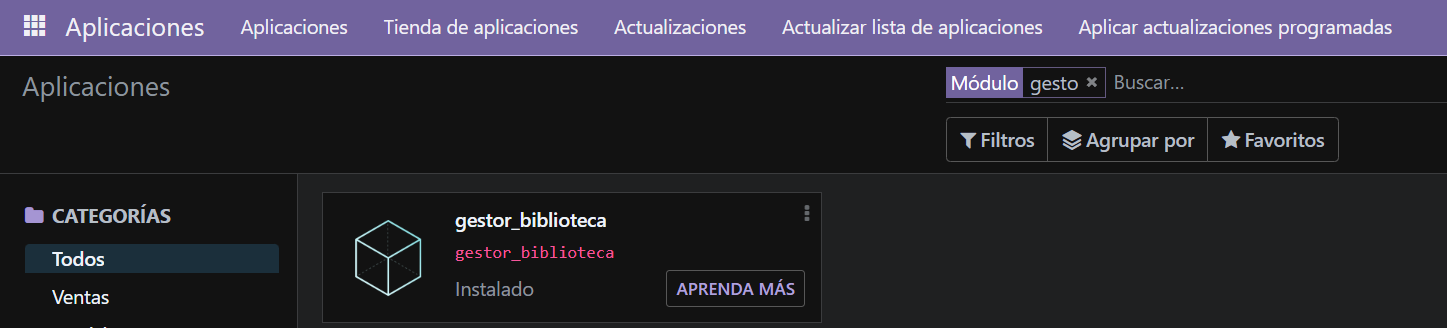 Aplicaciones Aplicaciones Tienda de aplicaciones Actualizaciones Actualizar lista de aplicaciones Aplicar actualizaciones programadas
Aplicaciones
Módulo gesto Buscar...
Filtros Agrupar por Favoritos
CATEGORÍAS
Todos
Ventas
gestor_biblioteca
gestor_biblioteca
Instalado
APRENDA MÁS